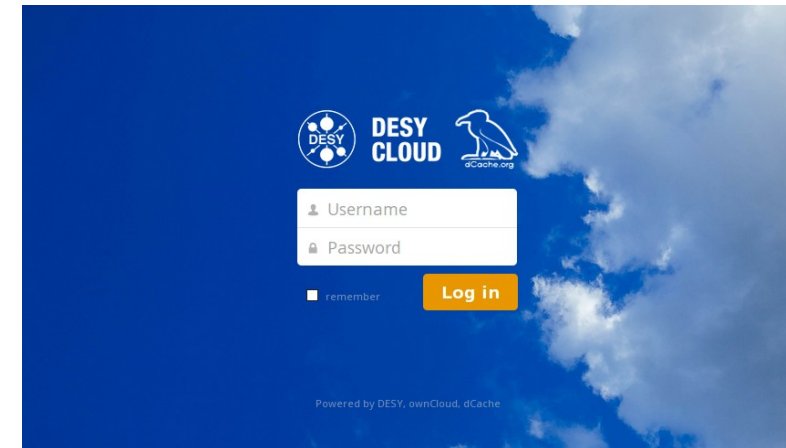 DESY
DESY
CLOUD
dCache.org
Username
Password
remember
Log in
Powered by DESY, ownCloud, dCache